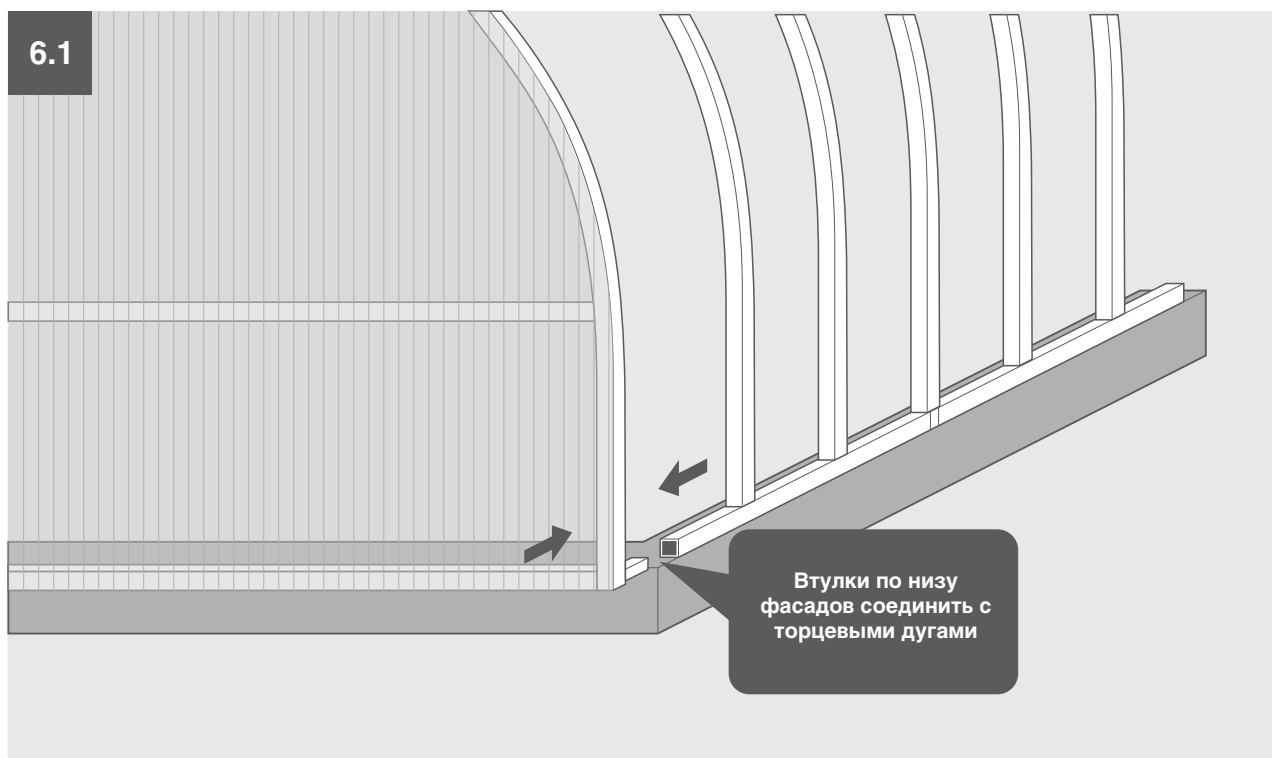 6.1
Втулки по низу
фасадов соединить с
торцевыми дугами